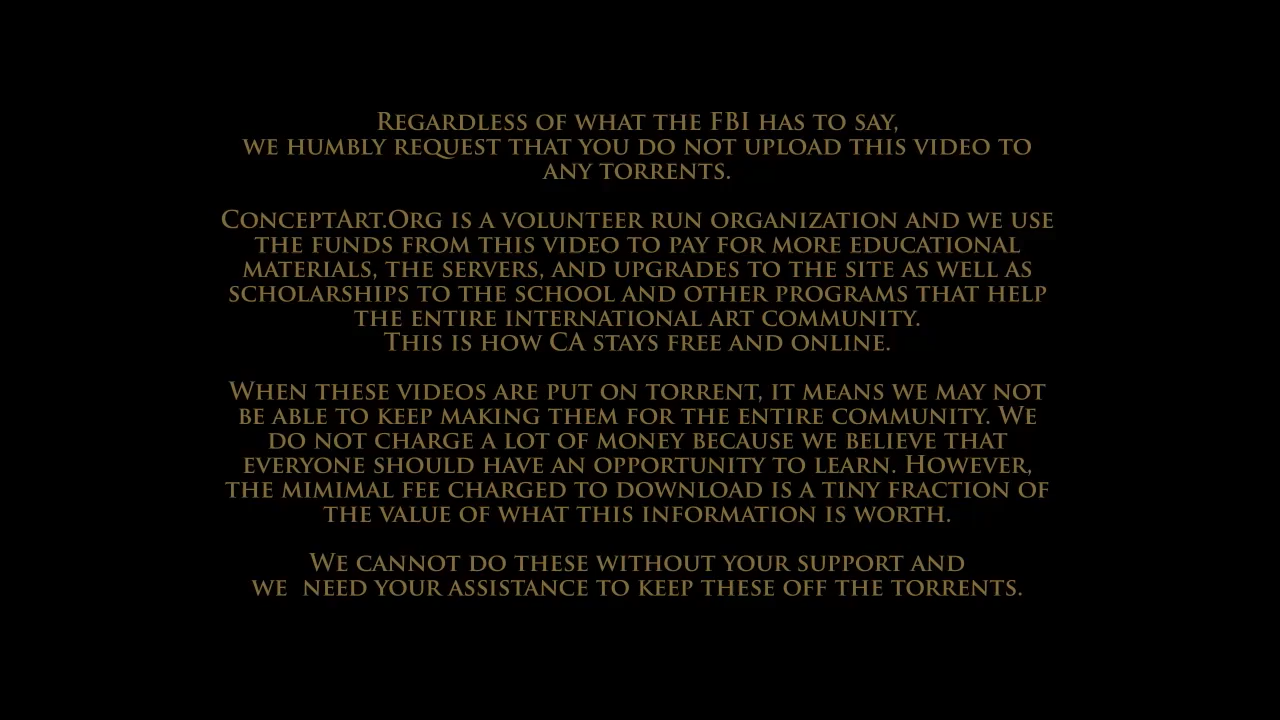 Regardless of what the FBI has to say,
we humbly request that you do not upload this video to
any torrents.
ConceptArt.Org is a volunteer run organization and we use
the funds from this video to pay for more educational
materials, the servers, and upgrades to the site as well as
scholarships to the school and other programs that help
the entire international art community.
This is how CA stays free and online.
When these videos are put on torrent, it means we may not
be able to keep making them for the entire community. We
do not charge a lot of money because we believe that
everyone should have an opportunity to learn. However,
the mimimal fee charged to download is a tiny fraction of
the value of what this information is worth.
We cannot do these without your support and
we  need your assistance to keep these off the torrents.